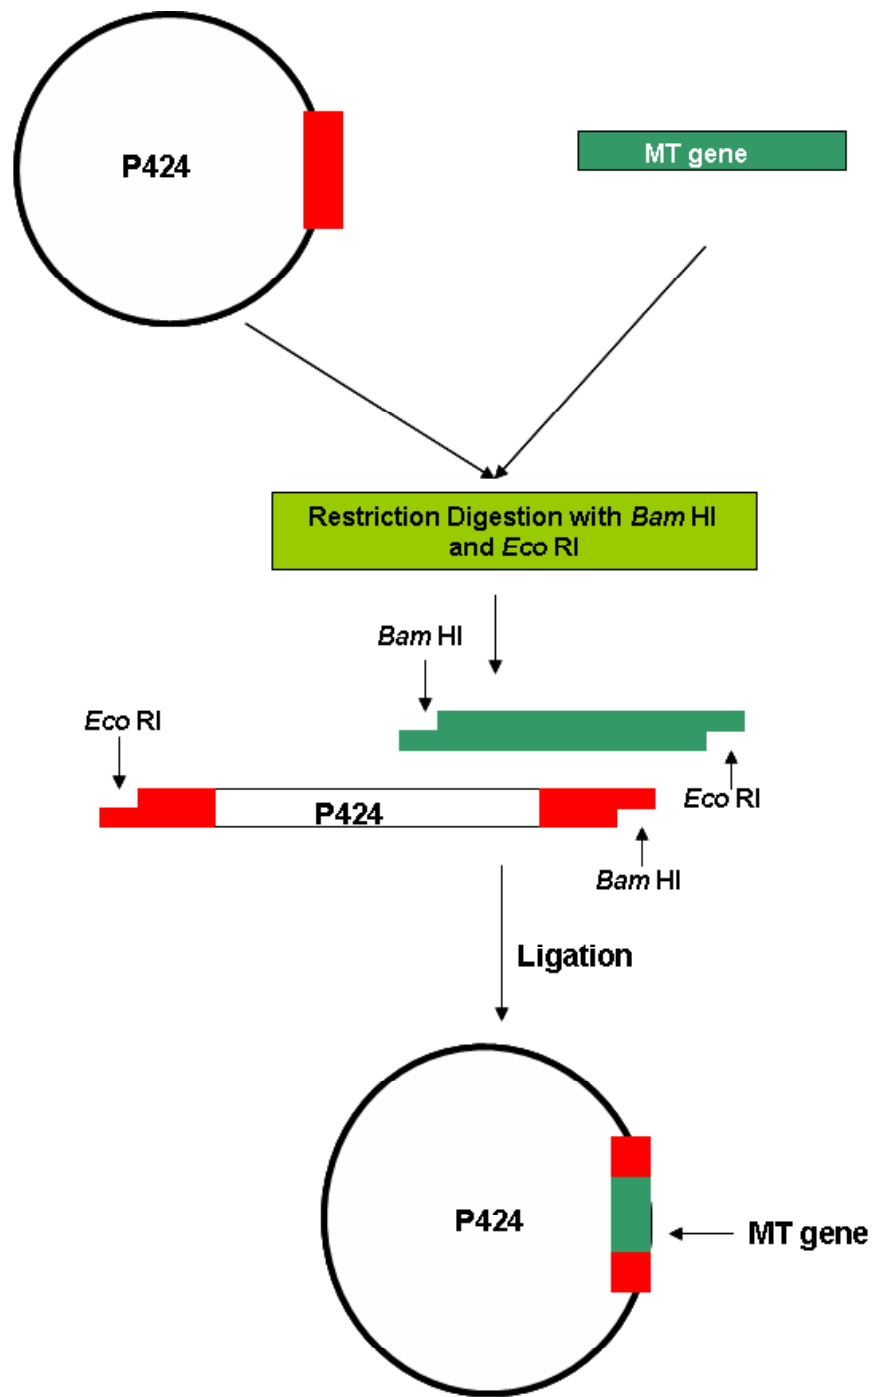 P424
MT gene
Restriction Digestion with Bam HI
and Eco RI
Bam HI
Eco RI
Eco RI
P424
Bam HI
Ligation
P424
MT gene